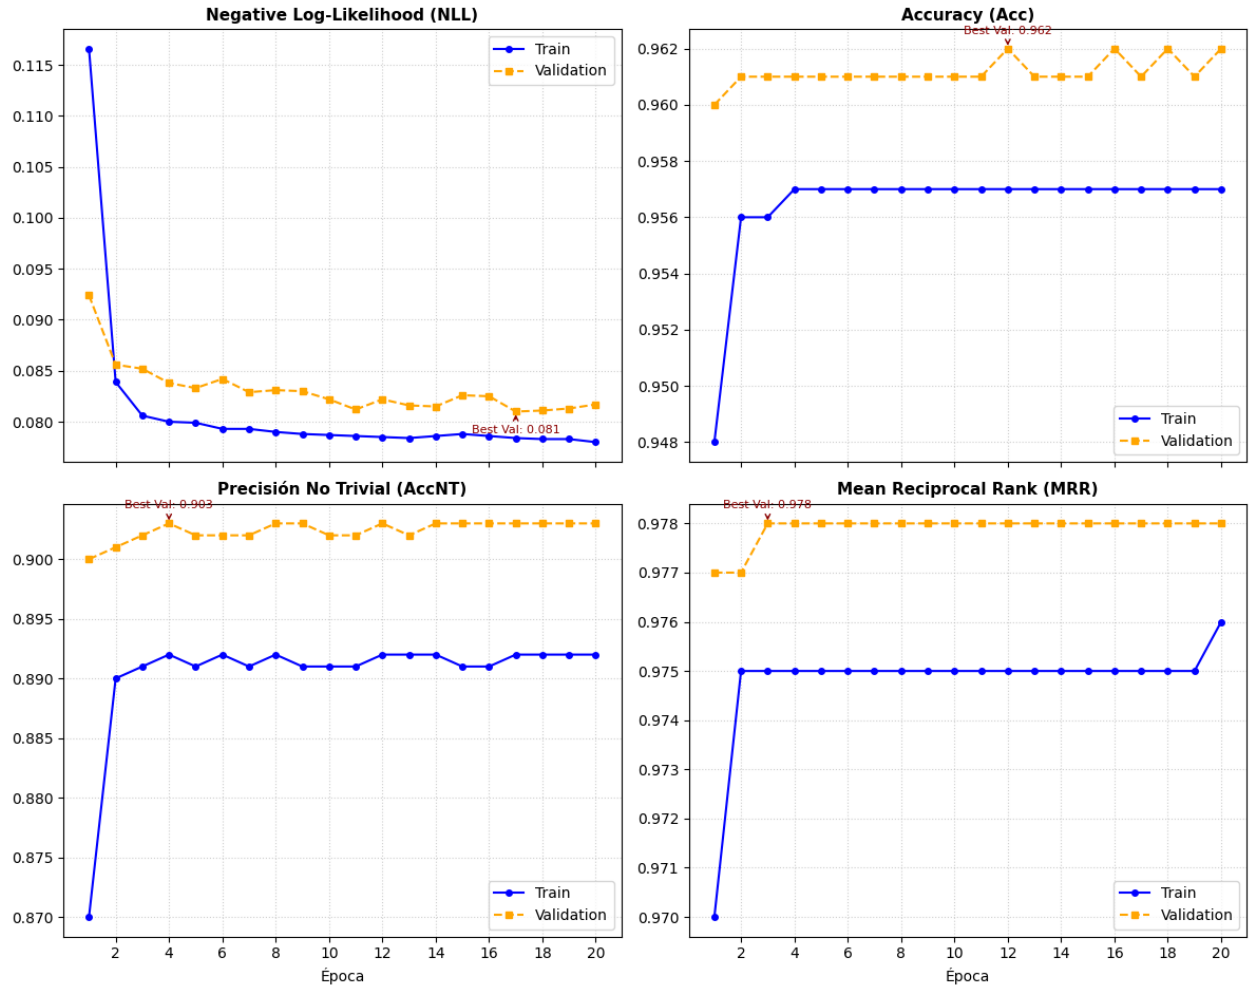 Negative Log-Likelihood (NLL)
0.115
0.110
0.105
0.100
0.095
0.090
0.085
0.080
Train
Validation
Best Val: 0.081
Accuracy (Acc)
Best Val: 0.962
0.962
0.960
0.958
0.956
0.954
0.952
0.950
0.948
Train
Validation
Precisión No Trivial (AccNT)
Best Val: 0.903
0.900
0.895
0.890
0.885
0.880
0.875
0.870
Train
Validation
2 4 6 8 10 12 14 16 18 20
Época
Mean Reciprocal Rank (MRR)
Best Val: 0.978
0.978
0.977
0.976
0.975
0.974
0.973
0.972
0.971
0.970
Train
Validation
2 4 6 8 10 12 14 16 18 20
Época